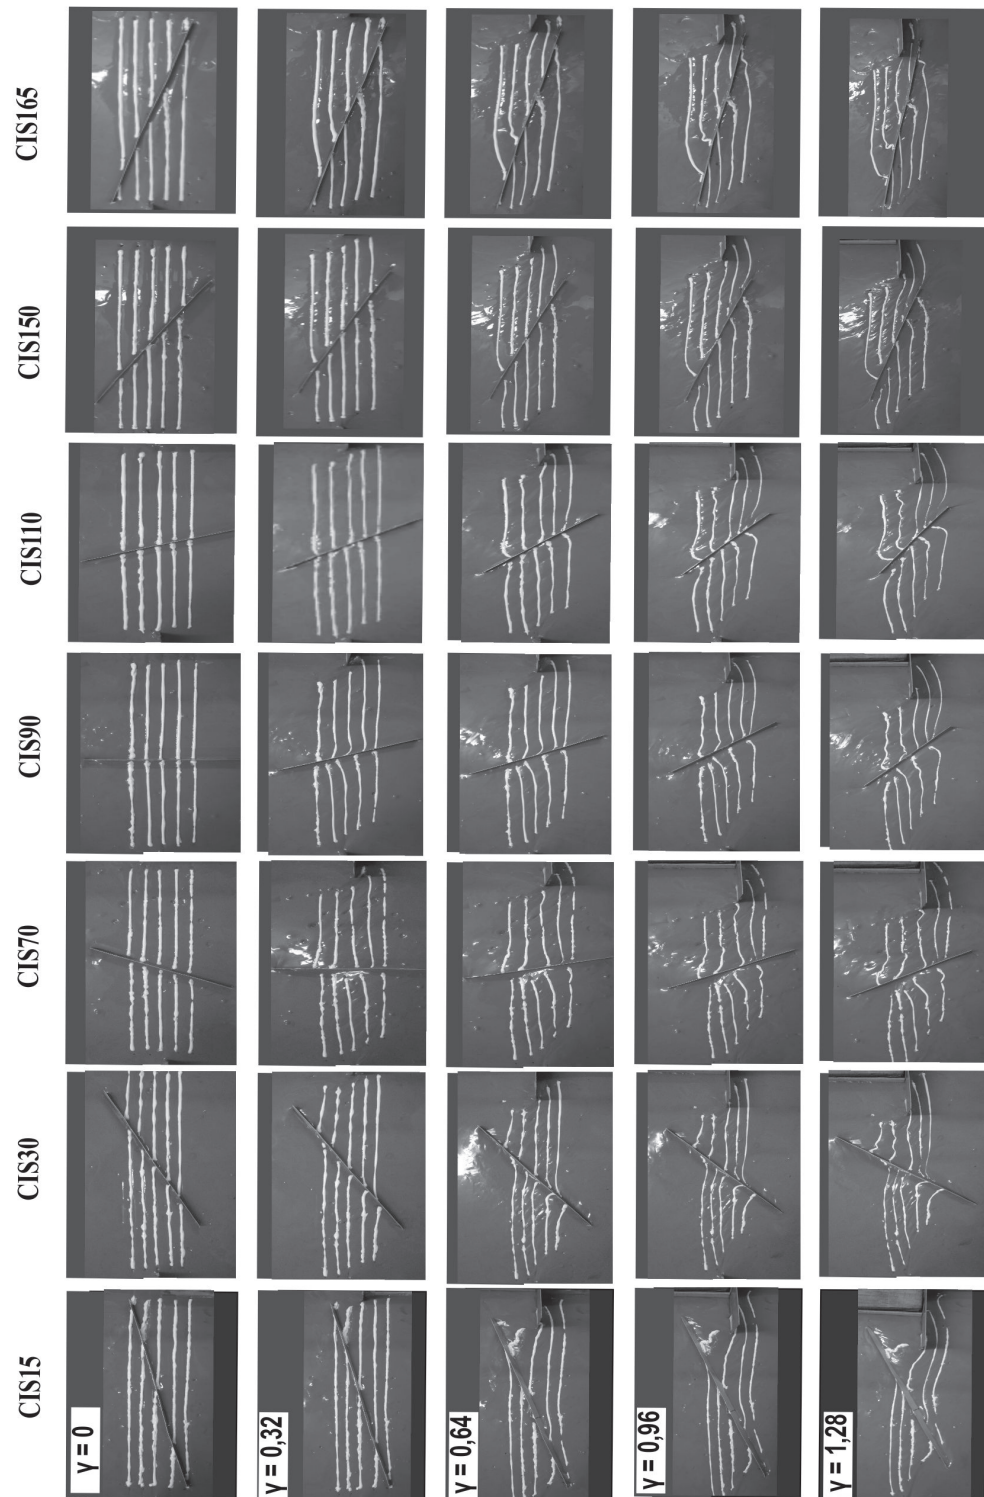 CIS15 CIS30 CIS70 CIS90 CIS110 CIS150 CIS165
γ = 0
γ = 0,32
γ = 0,64
γ = 0,96
γ = 1,28